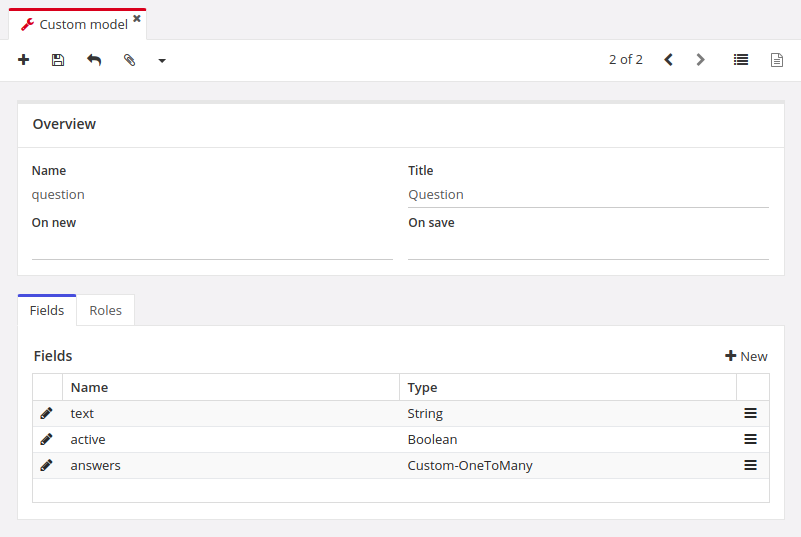 Custom model
2 of 2
Overview
Name Title
question Question
On new On save
Fields Roles
Fields New
Name Type
text String
active Boolean
answers Custom-OneToMany